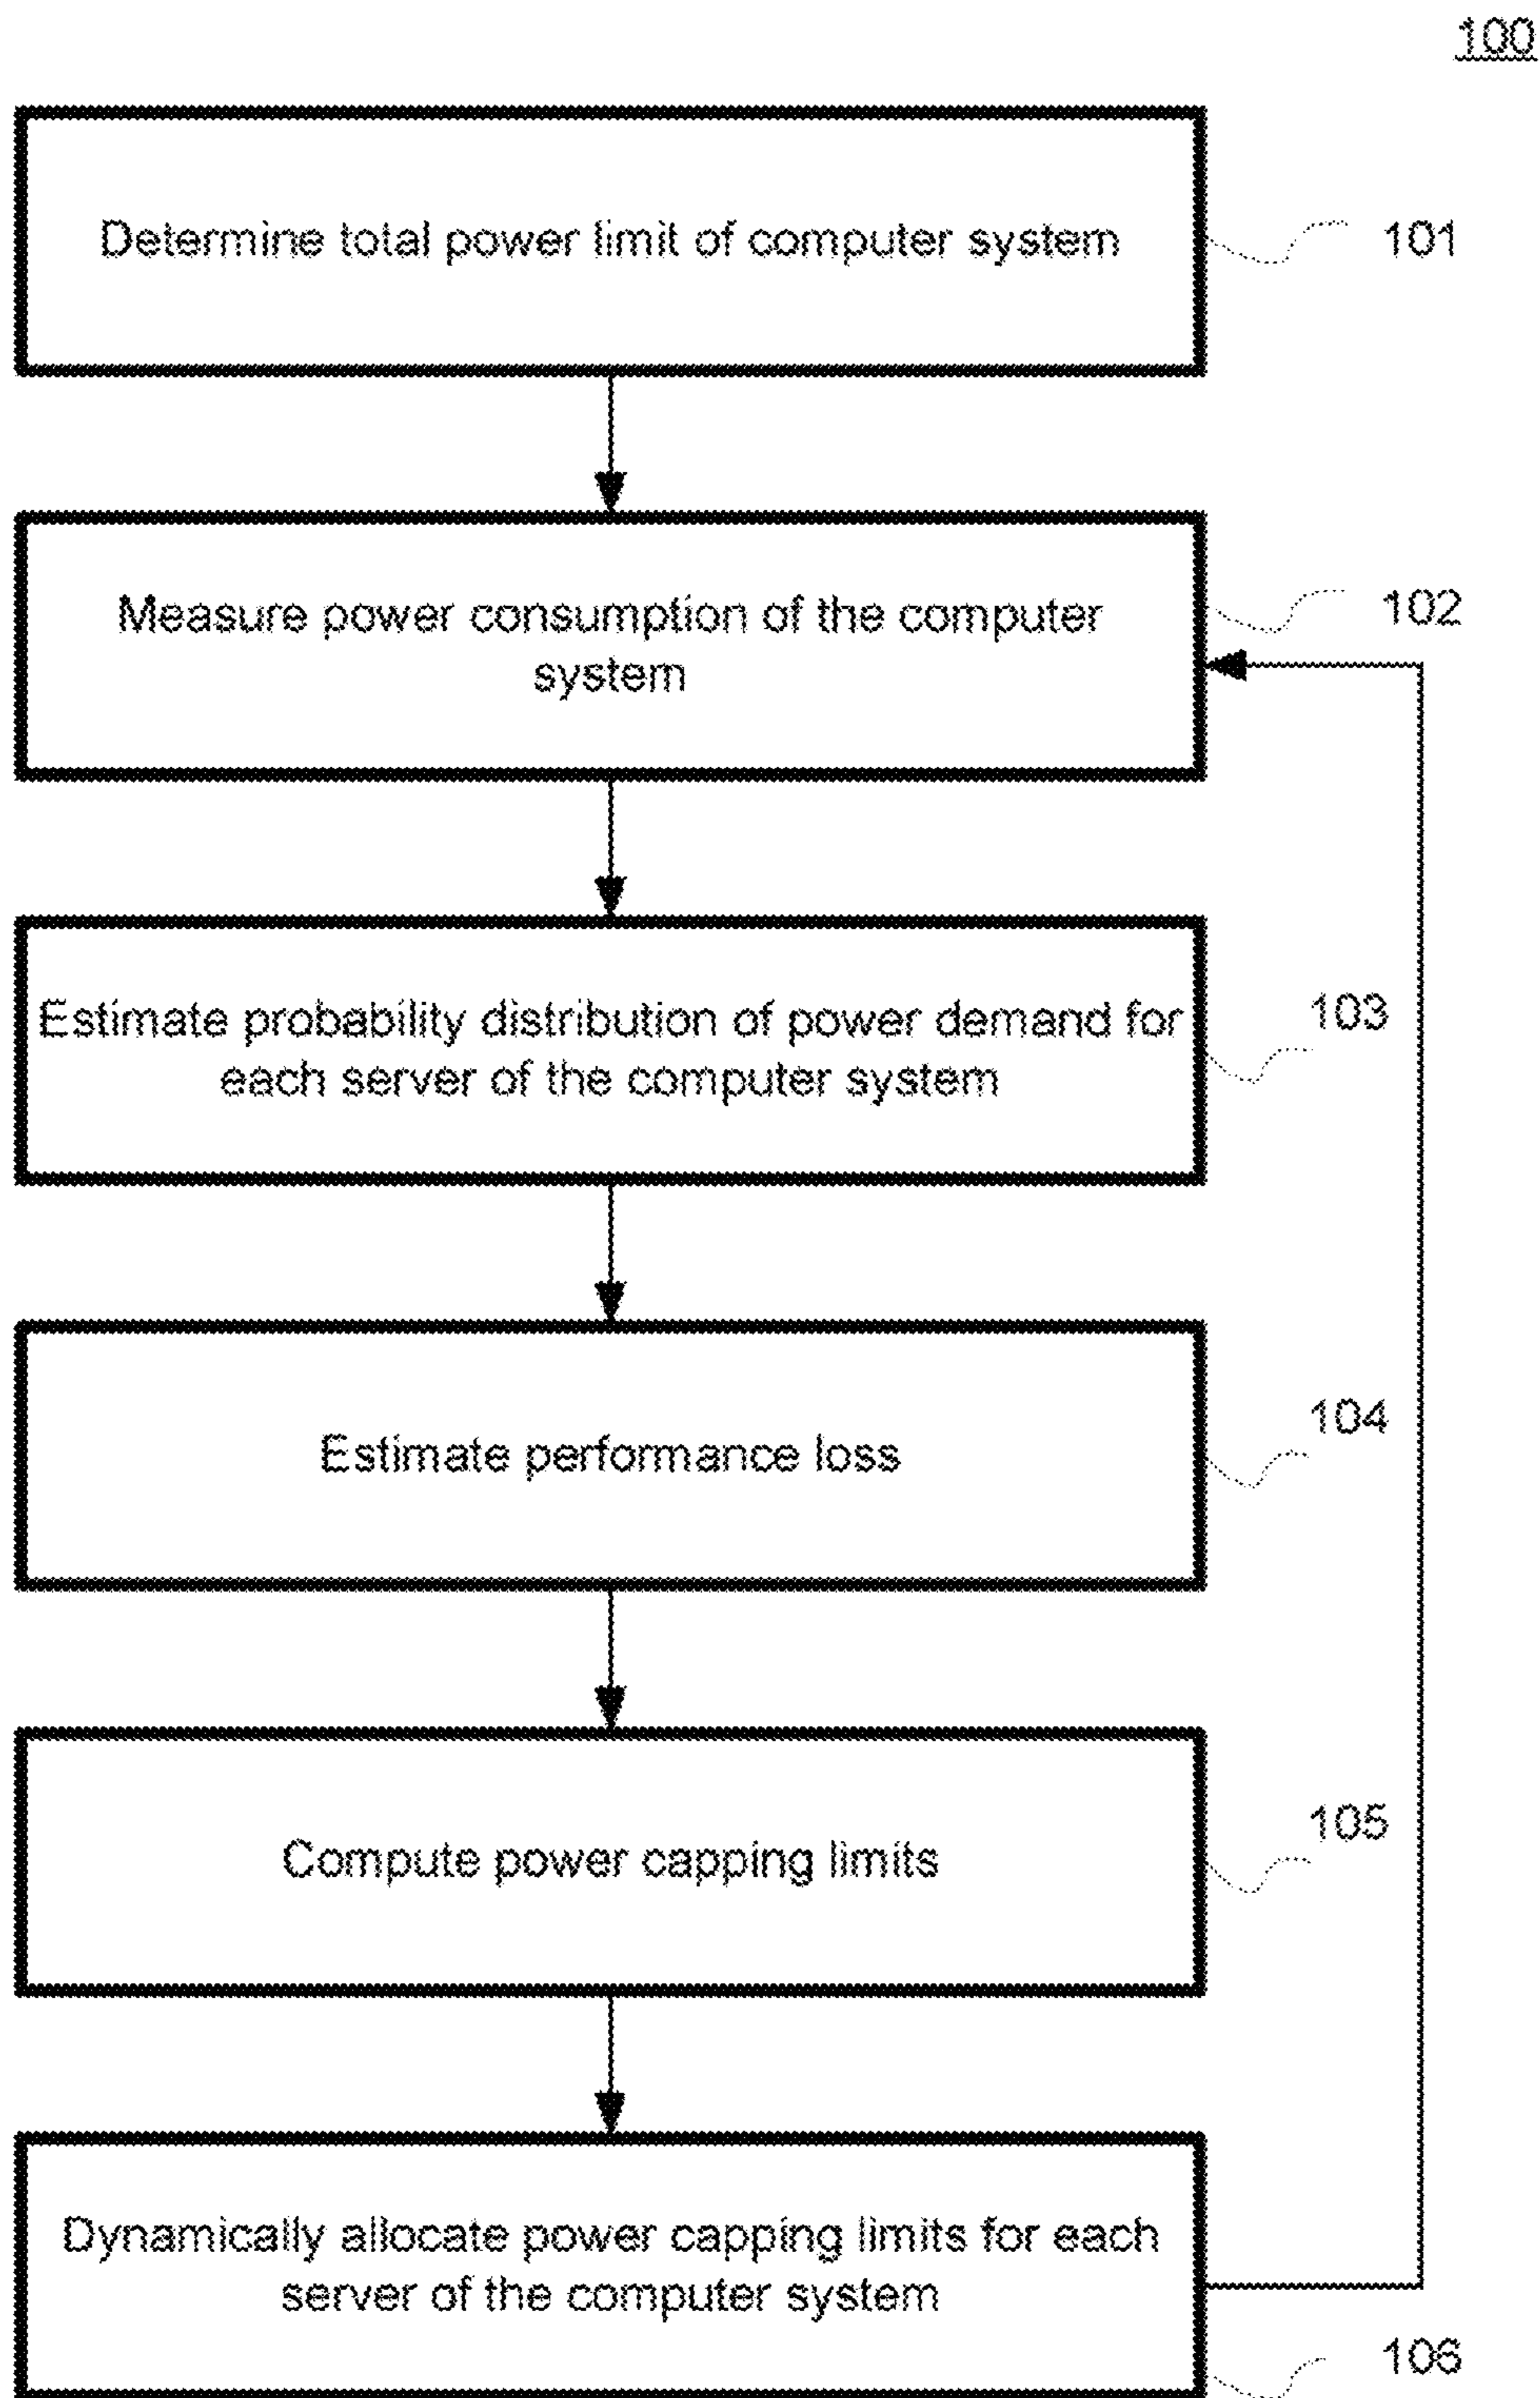 100
Determine total power limit of computer system
101
Measure power consumption of the computer
system
102
Estimate probability distribution of power demand for
each server of the computer system
103
Estimate performance loss
104
Compute power capping limits
105
Dynamically allocate power capping limits for each
server of the computer system
106